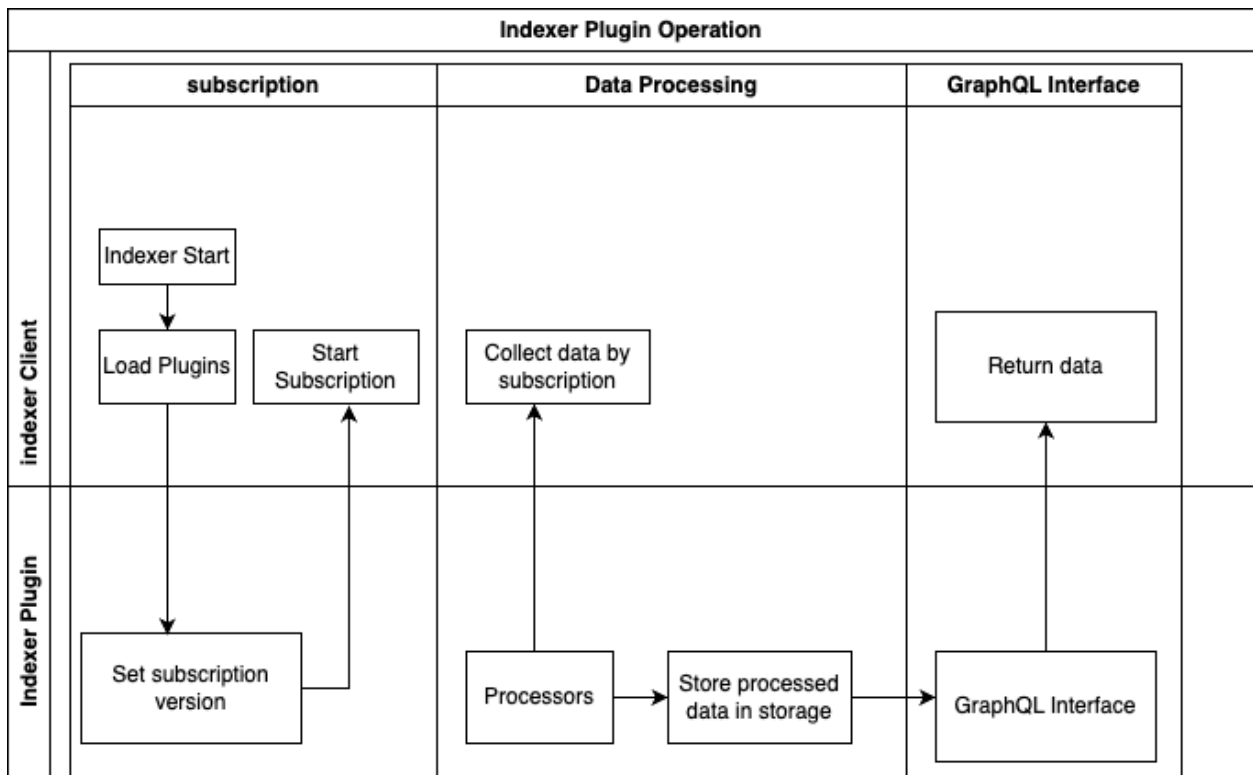 Indexer Plugin Operation
subscription
Data Processing
GraphQL Interface
indexer Client
Indexer Start
Load Plugins
Start
Subscription
Collect data by
subscription
Return data
Indexer Plugin
Set subscription
version
Processors
Store processed
data in storage
GraphQL Interface